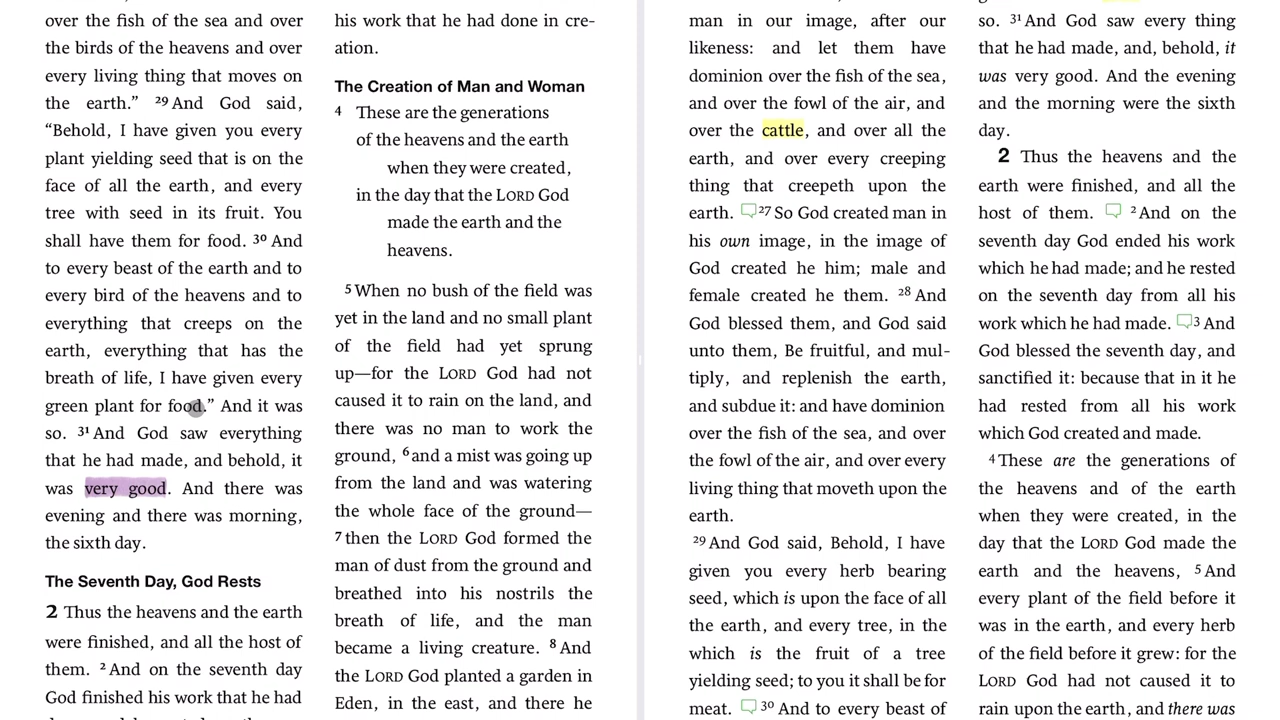 over the fish of the sea and over
the birds of the heavens and over
every living thing that moves on
the earth.” ²⁹ And God said,
“Behold, I have given you every
plant yielding seed that is on the
face of all the earth, and every
tree with seed in its fruit. You
shall have them for food. ³⁰ And
to every beast of the earth and to
every bird of the heavens and to
everything that creeps on the
earth, everything that has the
breath of life, I have given every
green plant for food.” And it was
so. ³¹ And God saw everything
that he had made, and behold, it
was very good. And there was
evening and there was morning,
the sixth day.
The Seventh Day, God Rests
2 Thus the heavens and the earth
were finished, and all the host of
them. ² And on the seventh day
God finished his work that he had
his work that he had done in cre-
ation.
The Creation of Man and Woman
4 These are the generations
of the heavens and the earth
when they were created,
in the day that the LORD God
made the earth and the
heavens.
⁵ When no bush of the field was
yet in the land and no small plant
of the field had yet sprung
up—for the LORD God had not
caused it to rain on the land, and
there was no man to work the
ground, ⁶ and a mist was going up
from the land and was watering
the whole face of the ground—
⁷ then the LORD God formed the
man of dust from the ground and
breathed into his nostrils the
breath of life, and the man
became a living creature. ⁸ And
the LORD God planted a garden in
Eden, in the east, and there he
man in our image, after our
likeness: and let them have
dominion over the fish of the sea,
and over the fowl of the air, and
over the cattle, and over all the
earth, and over every creeping
thing that creepeth upon the
earth. ²⁷ So God created man in
his own image, in the image of
God created he him; male and
female created he them. ²⁸ And
God blessed them, and God said
unto them, Be fruitful, and mul-
tiply, and replenish the earth,
and subdue it: and have dominion
over the fish of the sea, and over
the fowl of the air, and over every
living thing that moveth upon the
earth.
²⁹ And God said, Behold, I have
given you every herb bearing
seed, which is upon the face of all
the earth, and every tree, in the
which is the fruit of a tree
yielding seed; to you it shall be for
meat. ³⁰ And to every beast of
so. ³¹ And God saw every thing
that he had made, and, behold, it
was very good. And the evening
and the morning were the sixth
day.
2 Thus the heavens and the
earth were finished, and all the
host of them. ² And on the
seventh day God ended his work
which he had made; and he rested
on the seventh day from all his
work which he had made. ³ And
God blessed the seventh day, and
sanctified it: because that in it he
had rested from all his work
which God created and made.
⁴ These are the generations of
the heavens and of the earth
when they were created, in the
day that the LORD God made the
earth and the heavens, ⁵ And
every plant of the field before it
was in the earth, and every herb
of the field before it grew: for the
LORD God had not caused it to
rain upon the earth, and there was